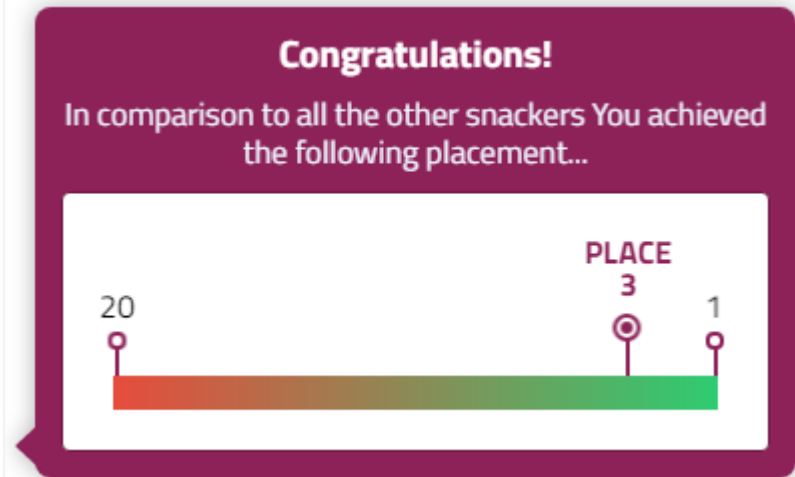 Congratulations!
In comparison to all the other snackers You achieved
the following placement...
PLACE
3
20
1